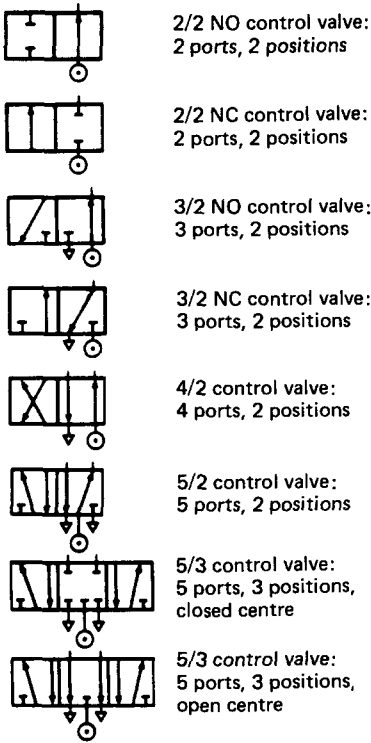 2/2 NO control valve:
2 ports, 2 positions
2/2 NC control valve:
2 ports, 2 positions
3/2 NO control valve:
3 ports, 2 positions
3/2 NC control valve:
3 ports, 2 positions
4/2 control valve:
4 ports, 2 positions
5/2 control valve:
5 ports, 2 positions
5/3 control valve:
5 ports, 3 positions,
closed centre
5/3 control valve:
5 ports, 3 positions,
open centre